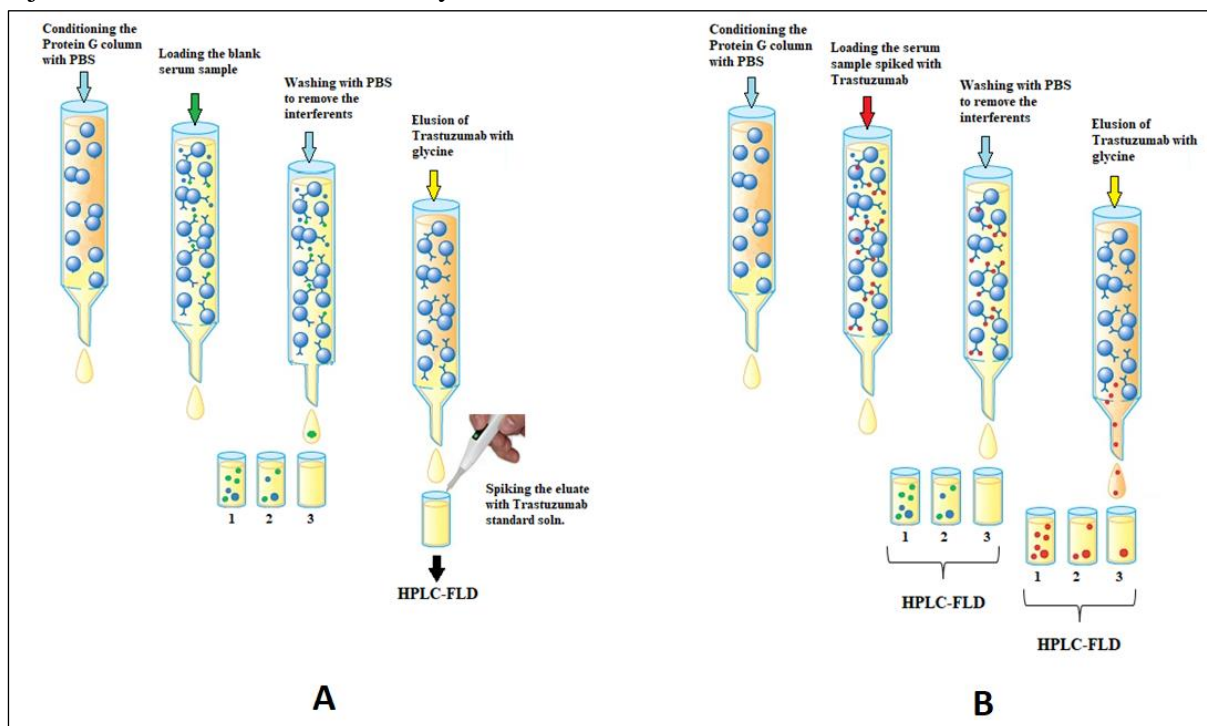 Conditioning the
Protein G column
with PBS
Loading the blank
serum sample
Washing with PBS
to remove the
interferents
Elusion of
Trastuzumab with
glycine
1 2 3
Spiking the eluate
with Trastuzumab
standard soln.
HPLC-FLD
A
Conditioning the
Protein G column
with PBS
Loading the serum
sample spiked with
Trastuzumab
Washing with PBS
to remove the
interferents
Elusion of
Trastuzumab with
glycine
1 2 3
HPLC-FLD
1 2 3
HPLC-FLD
B